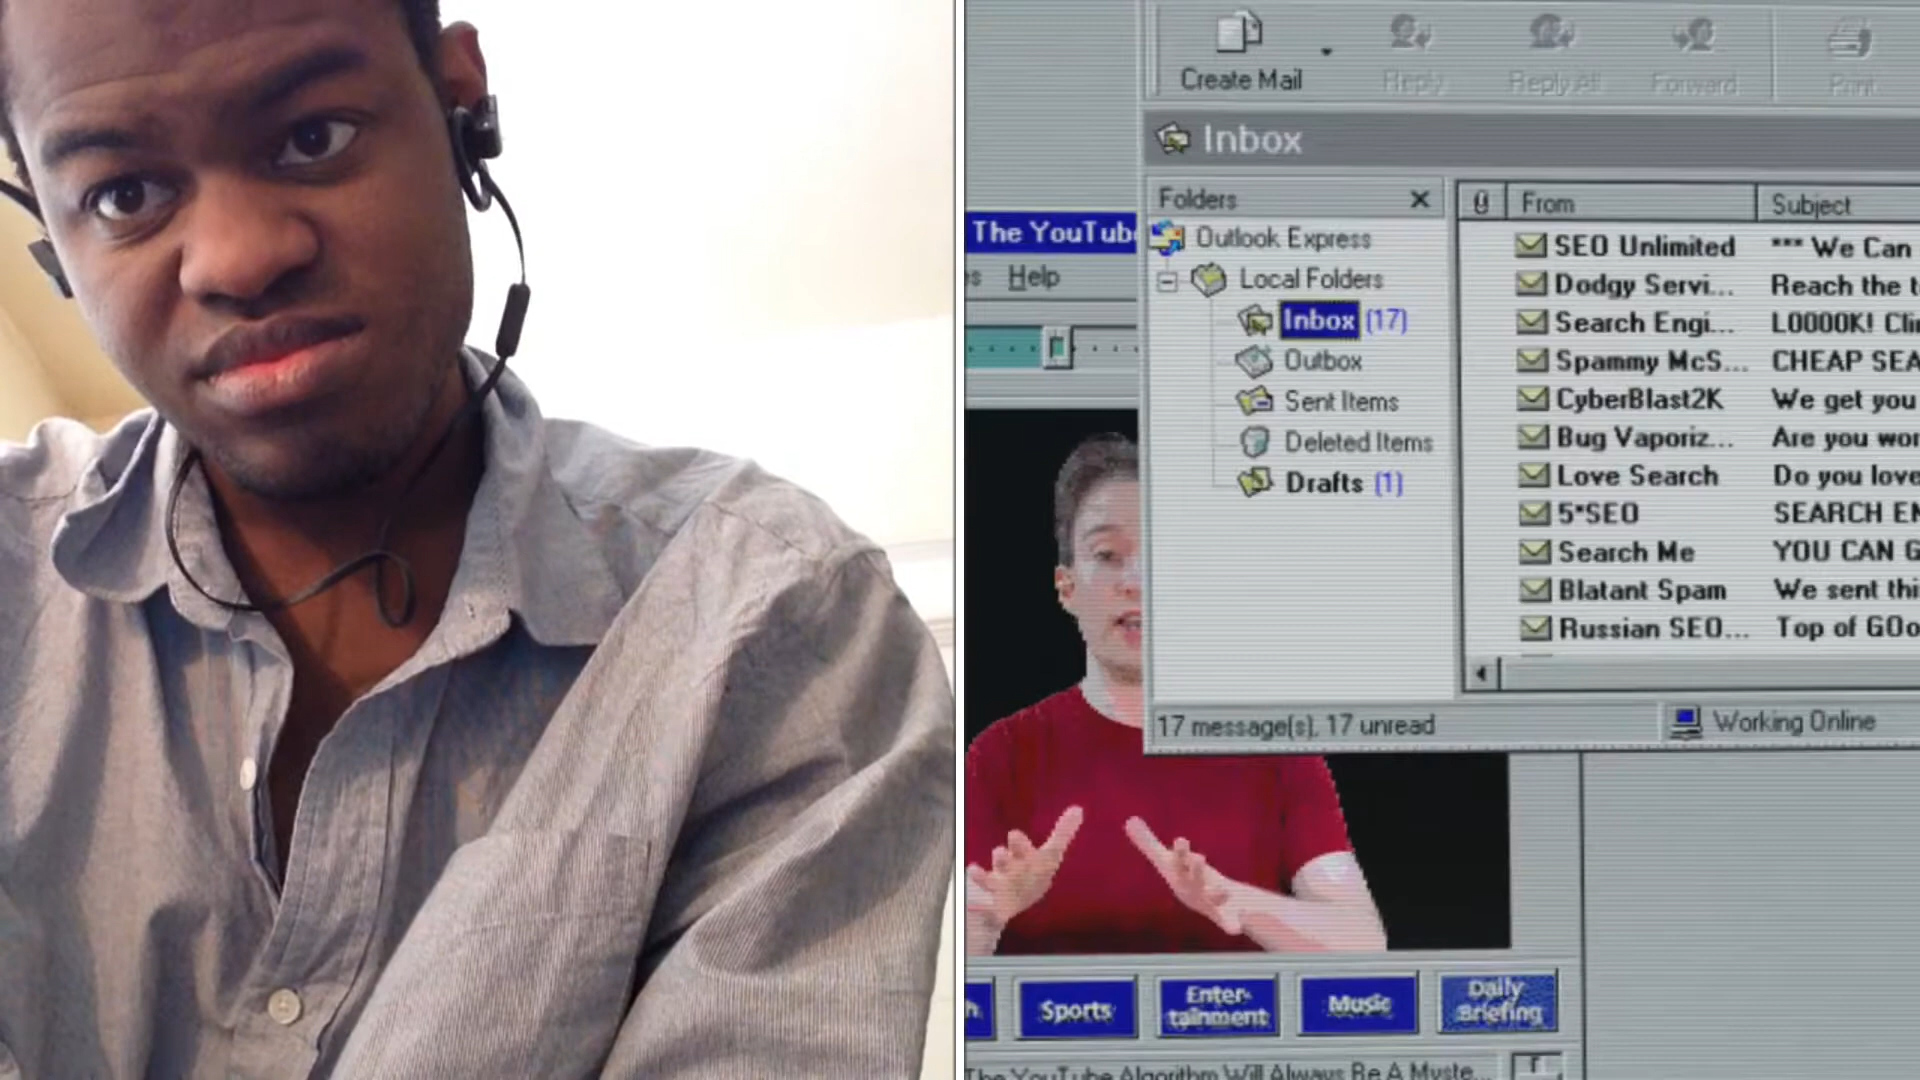 Create Mail
Reply
Reply All
Forward
Print
Inbox
Folders
From
Subject
The YouTub
Outlook Express
SEO Unlimited
*** We Can
Help
Local Folders
Dodgy Servi...
Reach the t
Inbox (17)
Search Engi...
L0000K! Cli
Outbox
Spammy McS...
CHEAP SEA
Sent Items
CyberBlast2K
We get you
Deleted Items
Bug Vaporiz...
Are you wor
Drafts (1)
Love Search
Do you love
5*SEO
SEARCH EN
Search Me
YOU CAN G
Blatant Spam
We sent thi
Russian SEO...
Top of GOo
17 message(s), 17 unread
Working Online
h
Sports
Enter-
tainment
Music
Daily
Briefing
The YouTube Algorithm Will Always Be A Myste...